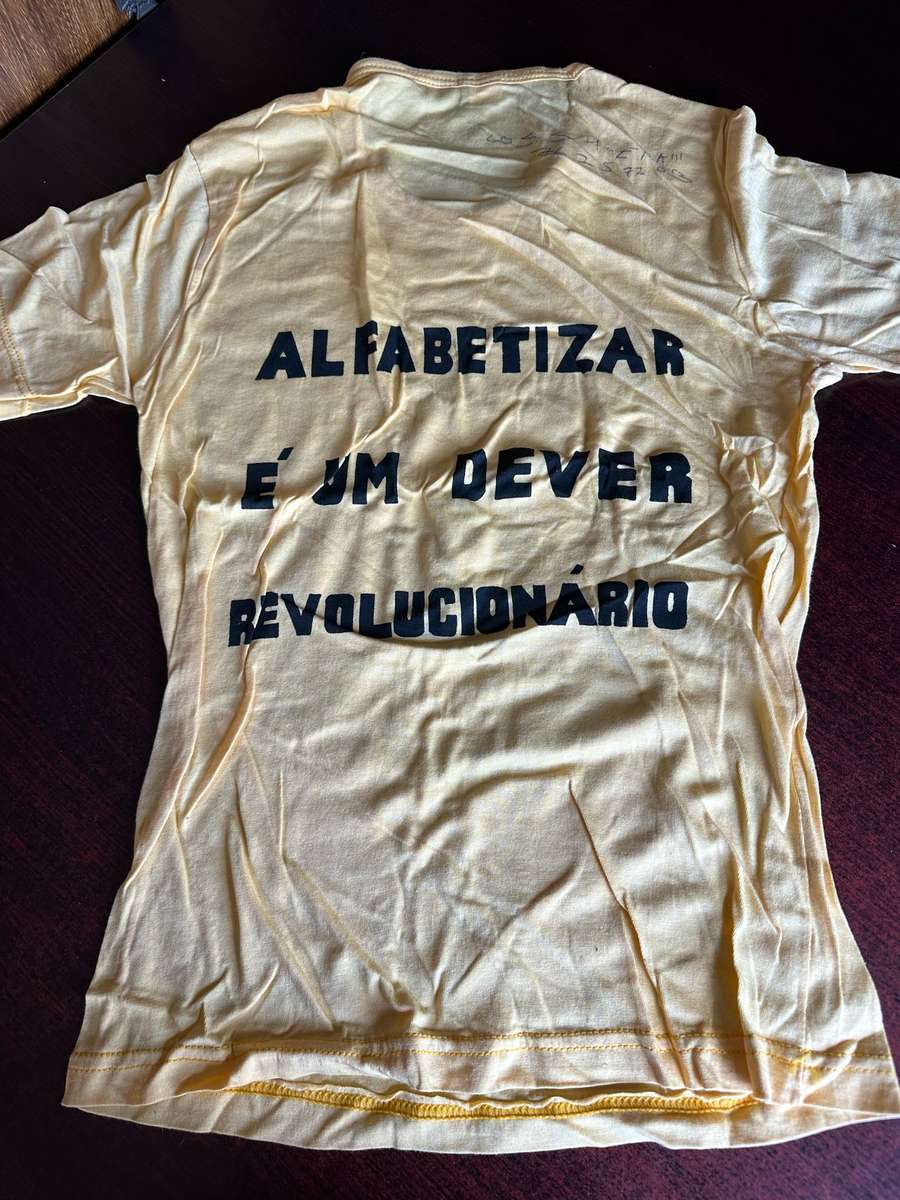 ALFABETIZAR
É UM DEVER
REVOLUCIONÁRIO